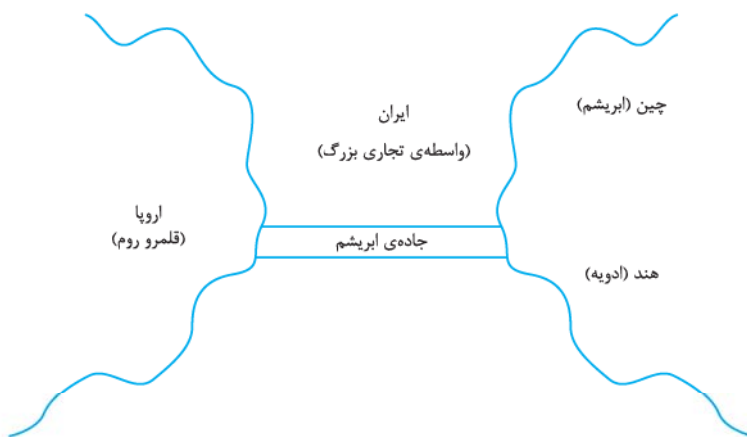 ایران
(واسطه‌ی تجاری بزرگ)
چین (ابریشم)
اروپا
(قلمرو روم)
جاده‌ی ابریشم
هند (ادویه)